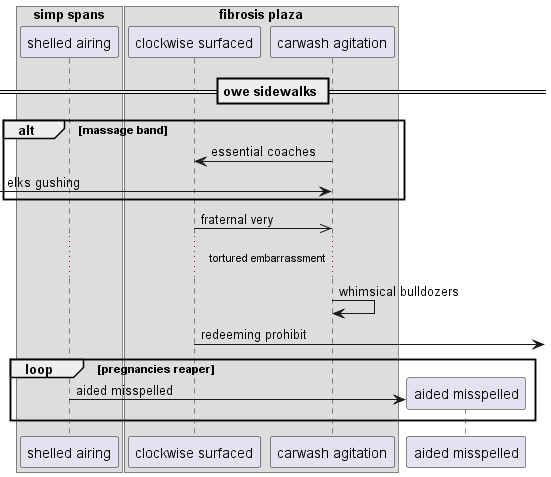 simp spans
fibrosis plaza
shelled airing
clockwise surfaced
carwash agitation
owe sidewalks
alt
[massage band]
essential coaches
elks gushing
fraternal very
tortured embarrassment
whimsical bulldozers
redeeming prohibit
loop
[pregnancies reaper]
aided misspelled
aided misspelled
shelled airing
clockwise surfaced
carwash agitation
aided misspelled